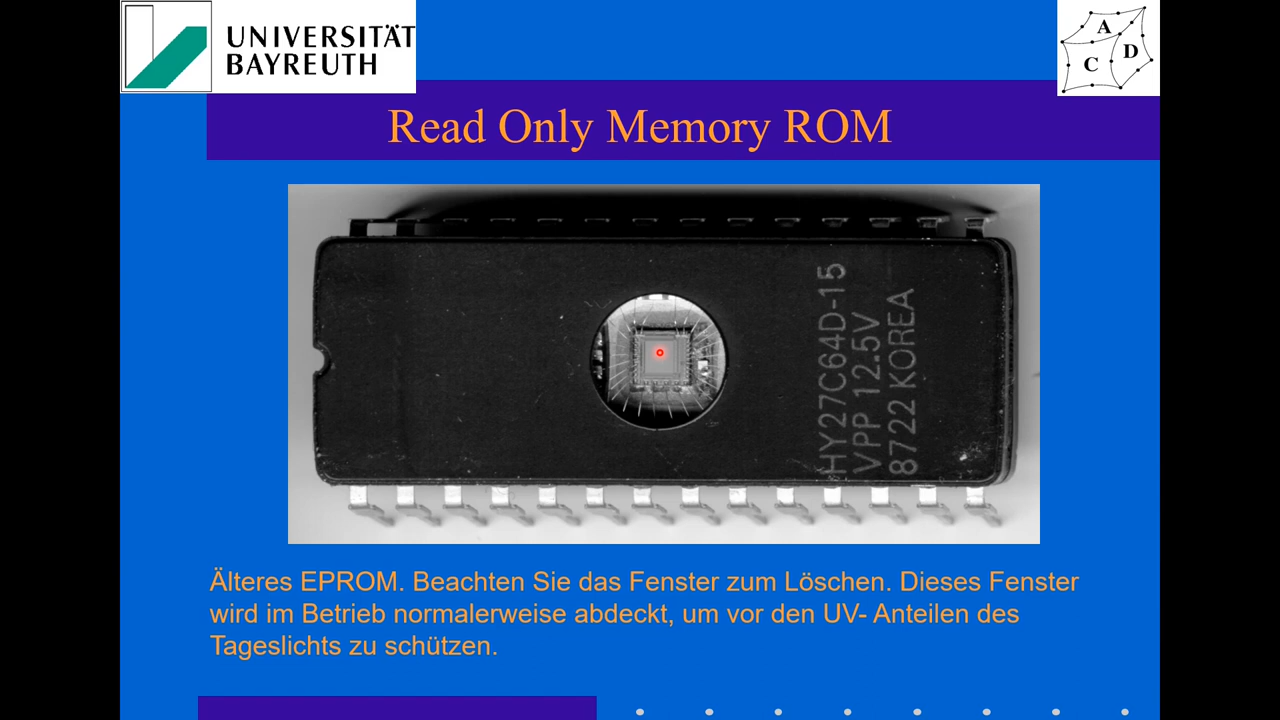 UNIVERSITÄT
BAYREUTH
A
D
C
Read Only Memory ROM
HY27C64D-15
VPP 12.5V
8722 KOREA
Älteres EPROM. Beachten Sie das Fenster zum Löschen. Dieses Fenster
wird im Betrieb normalerweise abdeckt, um vor den UV- Anteilen des
Tageslichts zu schützen.